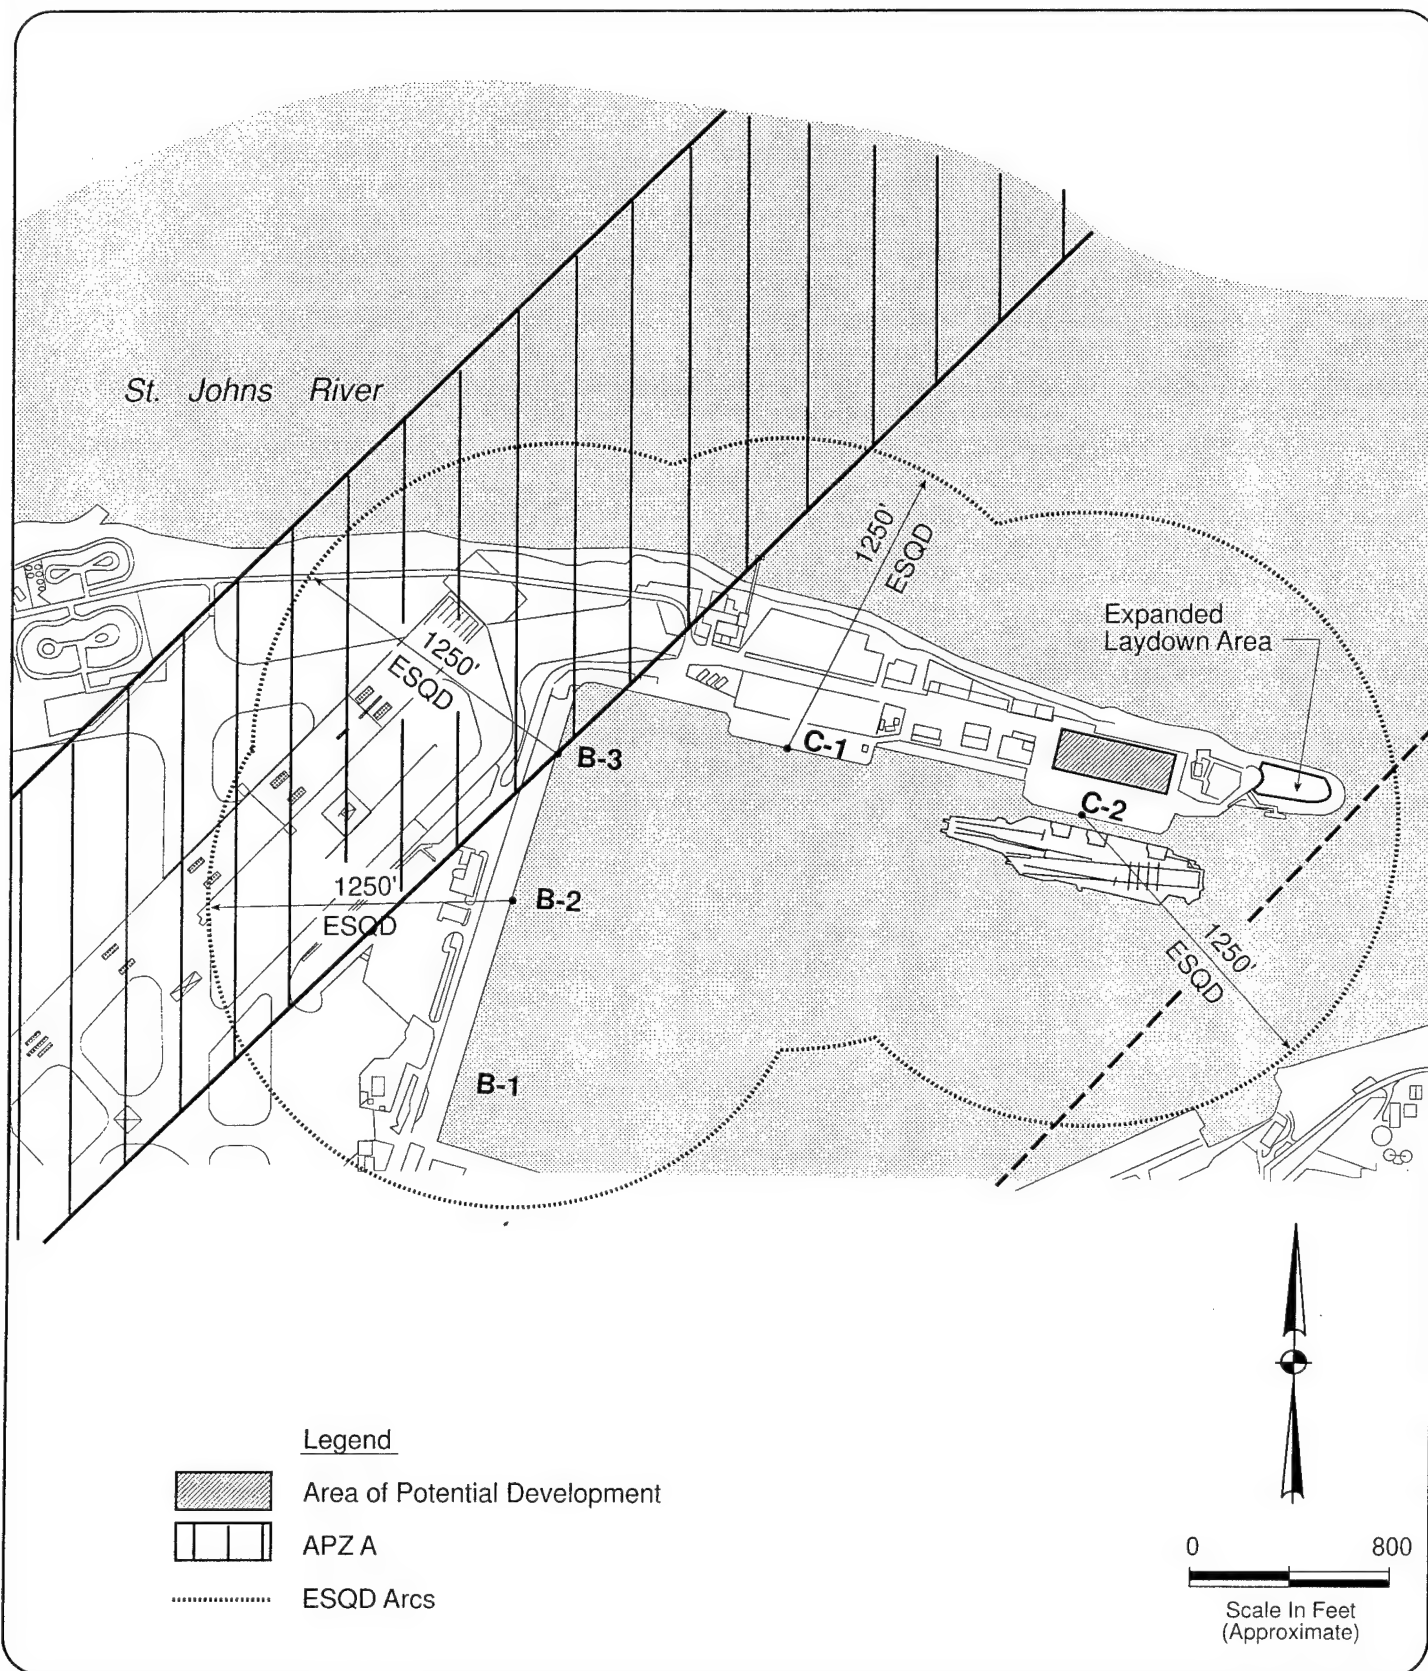 St. Johns River
1250'
ESQD
Expanded
Laydown Area
1250'
ESQD
C-1
B-3
C-2
1250'
ESQD
B-2
1250'
ESQD
B-1
Legend
Area of Potential Development
APZ A
ESQD Arcs
0 800
Scale In Feet
(Approximate)